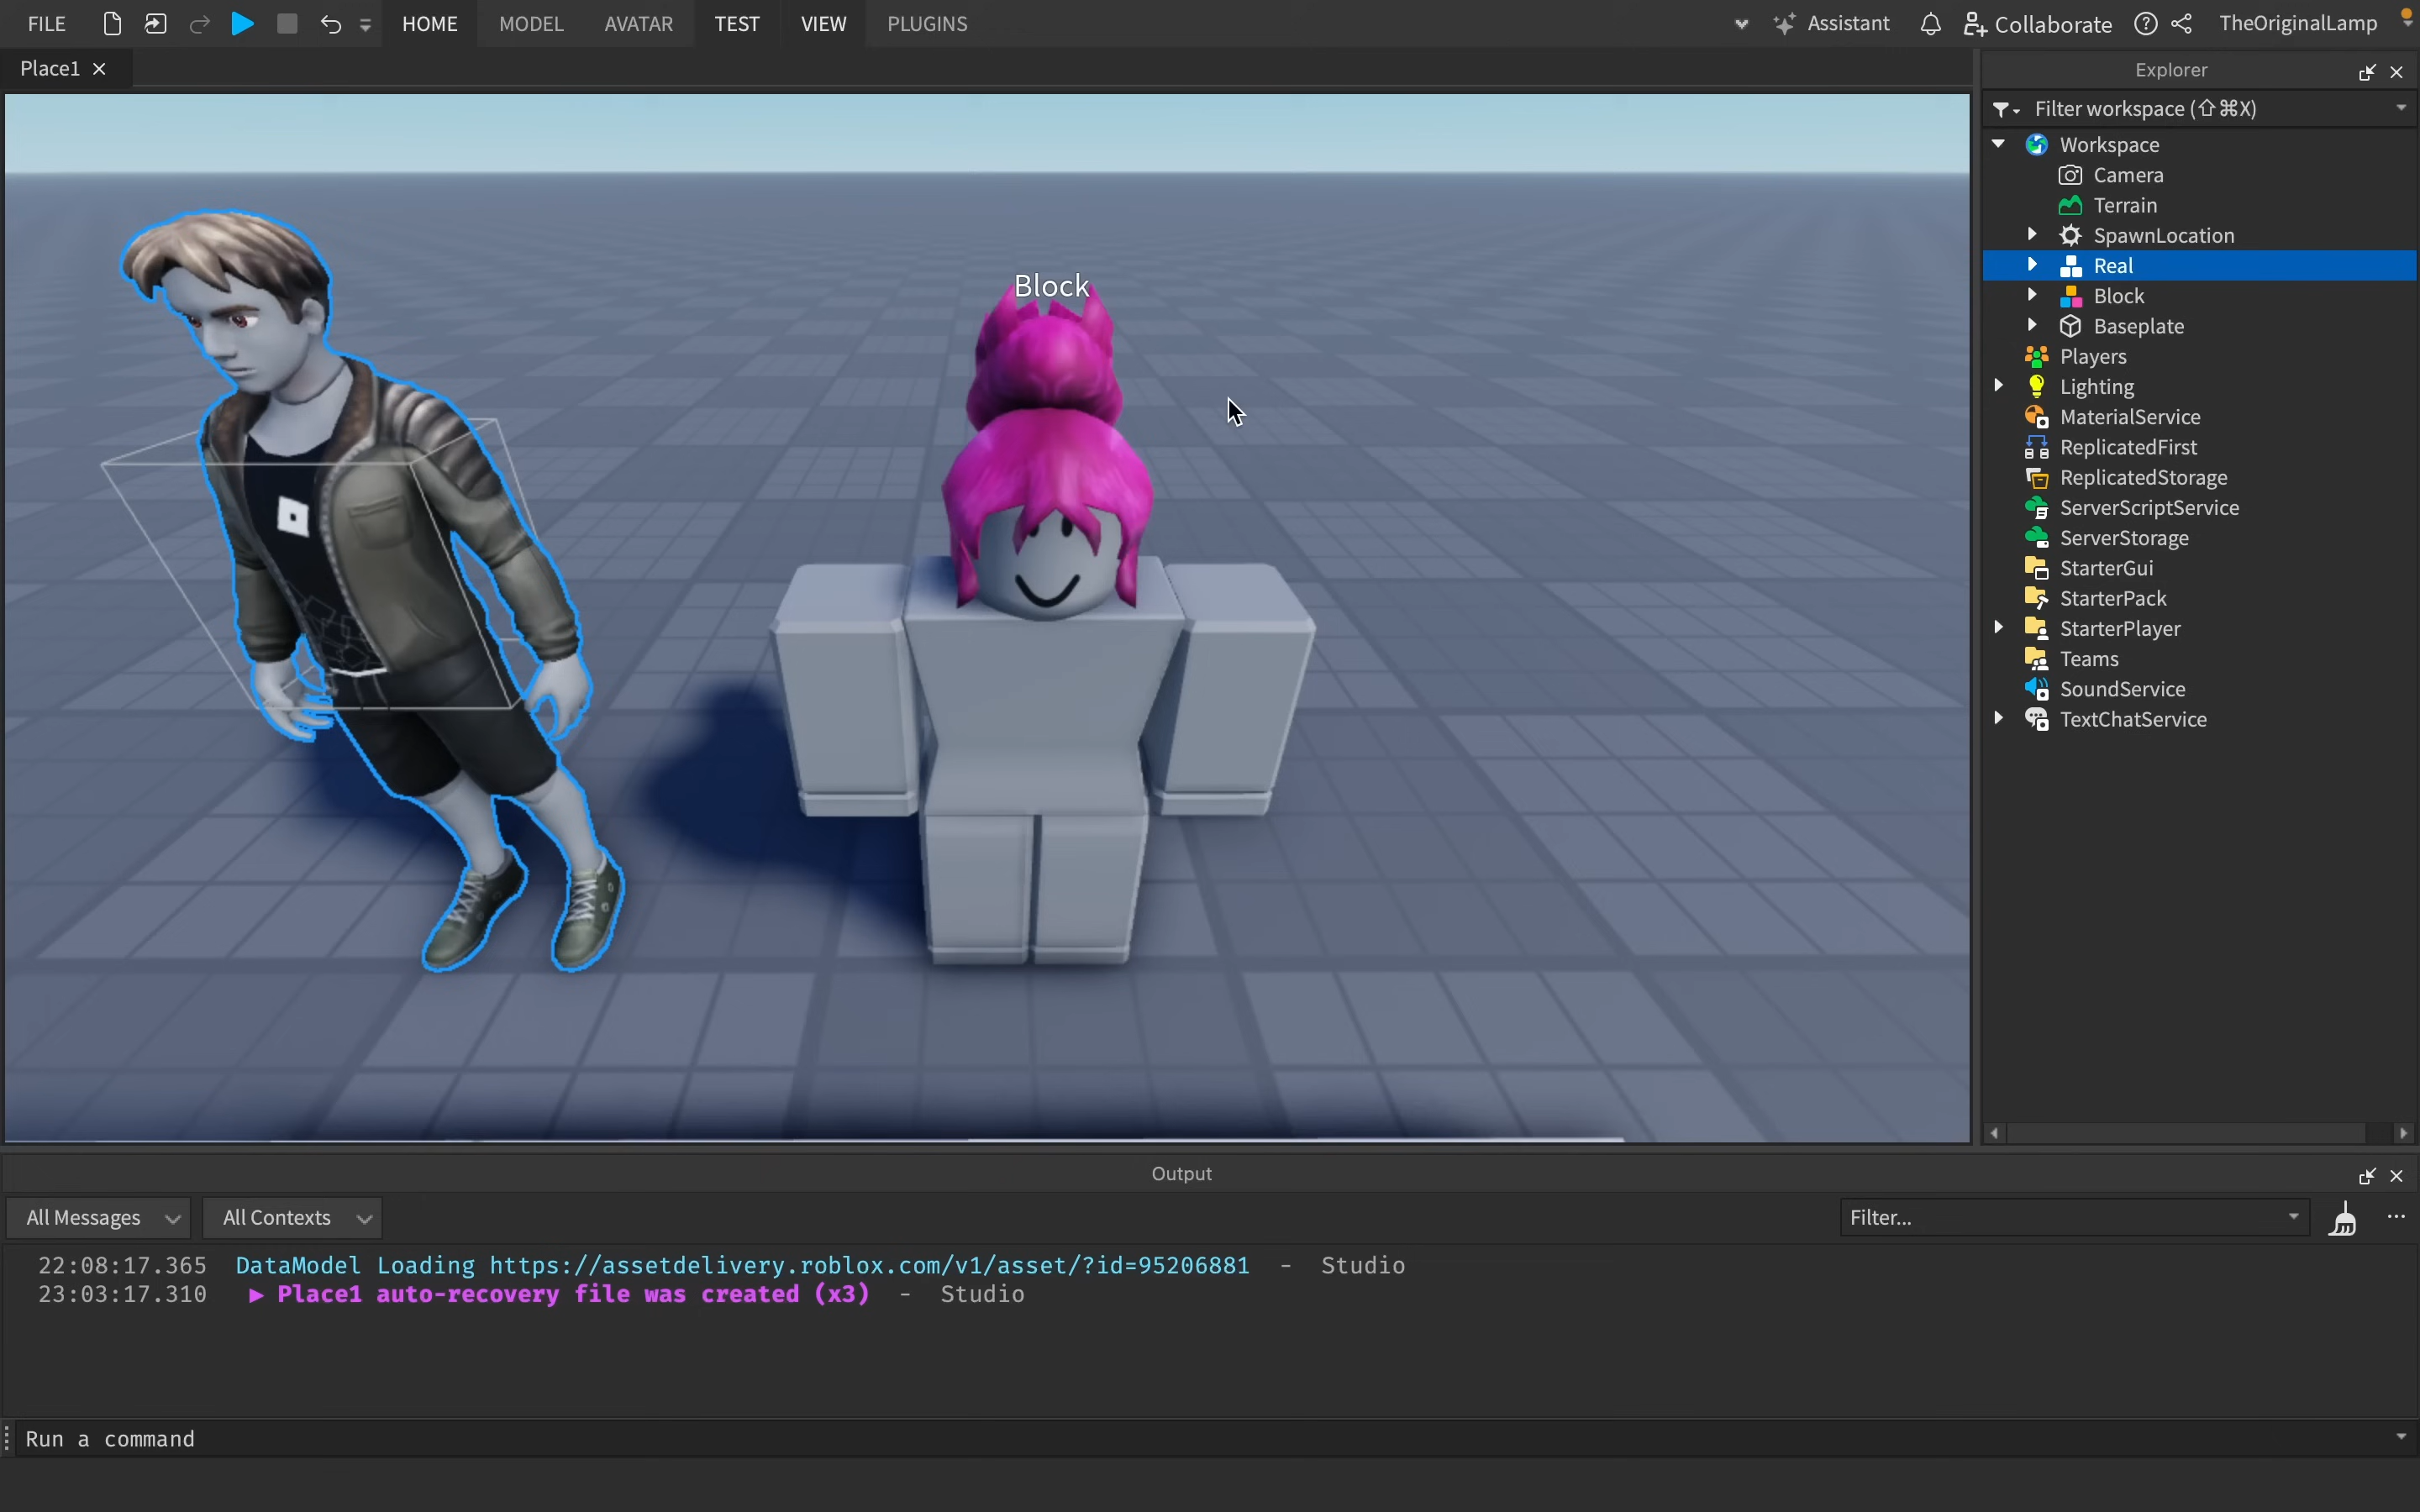 FILE
HOME
MODEL
AVATAR
TEST
VIEW
PLUGINS
Assistant
Collaborate
TheOriginalLamp
Place1
Explorer
Filter workspace (⇧⌘X)
Workspace
Camera
Terrain
SpawnLocation
Real
Block
Baseplate
Players
Lighting
MaterialService
ReplicatedFirst
ReplicatedStorage
ServerScriptService
ServerStorage
StarterGui
StarterPack
StarterPlayer
Teams
SoundService
TextChatService
Block
Output
All Messages
All Contexts
Filter...
22:08:17.365 DataModel Loading https://assetdelivery.roblox.com/v1/asset/?id=95206881 - Studio
23:03:17.310 ▶ Place1 auto-recovery file was created (x3) - Studio
Run a command